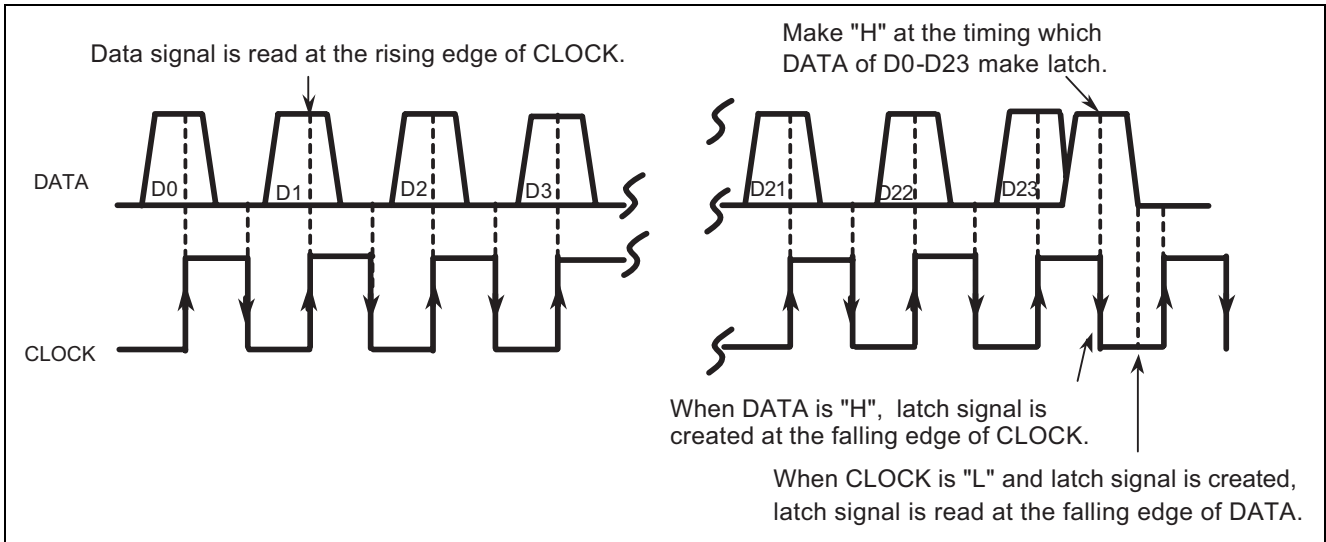 Data signal is read at the rising edge of CLOCK.
Make "H" at the timing which
DATA of D0-D23 make latch.
DATA
D0
D1
D2
D3
D21
D22
D23
CLOCK
When DATA is "H", latch signal is
created at the falling edge of CLOCK.
When CLOCK is "L" and latch signal is created,
latch signal is read at the falling edge of DATA.